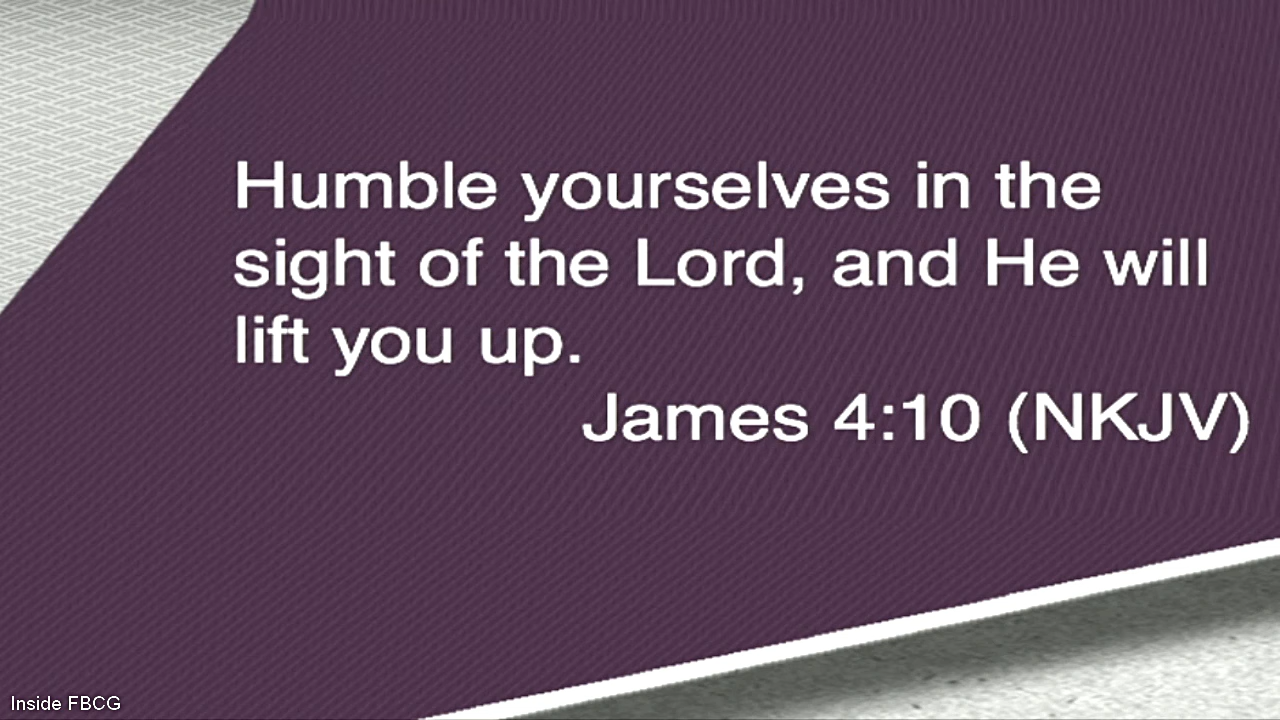 Humble yourselves in the
sight of the Lord, and He will
lift you up.
James 4:10 (NKJV)
Inside FBCG